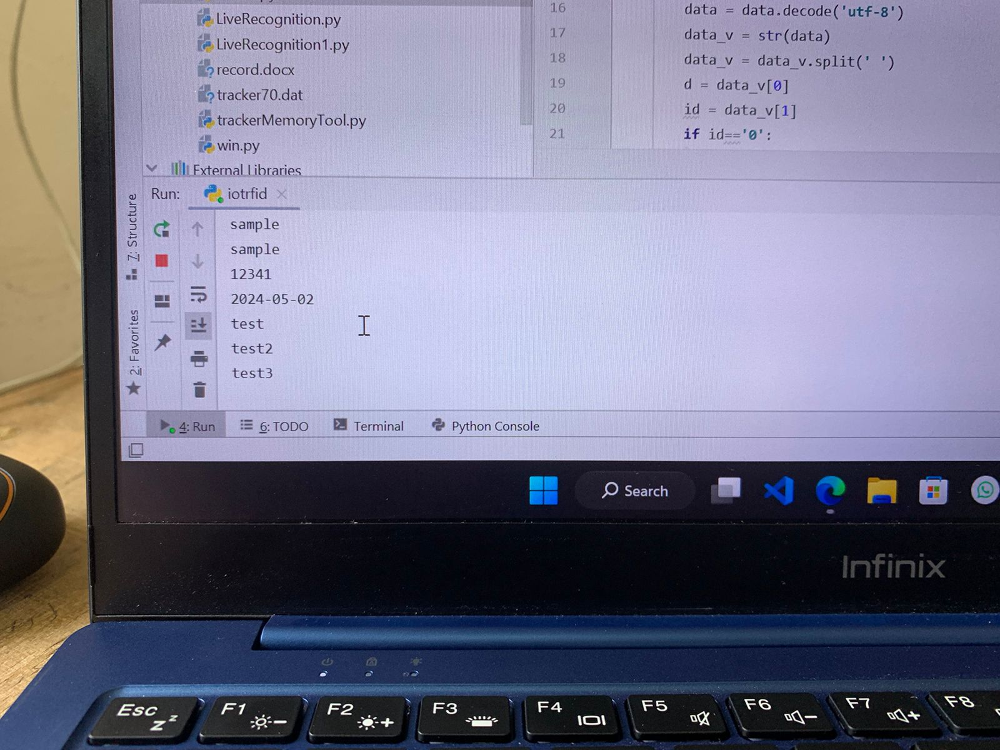 LiveRecognition.py
LiveRecognition1.py
record.docx
tracker70.dat
trackerMemoryTool.py
win.py
External Libraries
16 data = data.decode('utf-8')
17 data_v = str(data)
18 data_v = data_v.split(' ')
19 d = data_v[0]
20 id = data_v[1]
21 if id=='0':
Run: iotrfid
7: Structure
2: Favorites
sample
sample
12341
2024-05-02
test
test2
test3
4: Run 6: TODO Terminal Python Console
Search
Infinix
Esc F1 F2 F3 F4 F5 F6 F7 F8